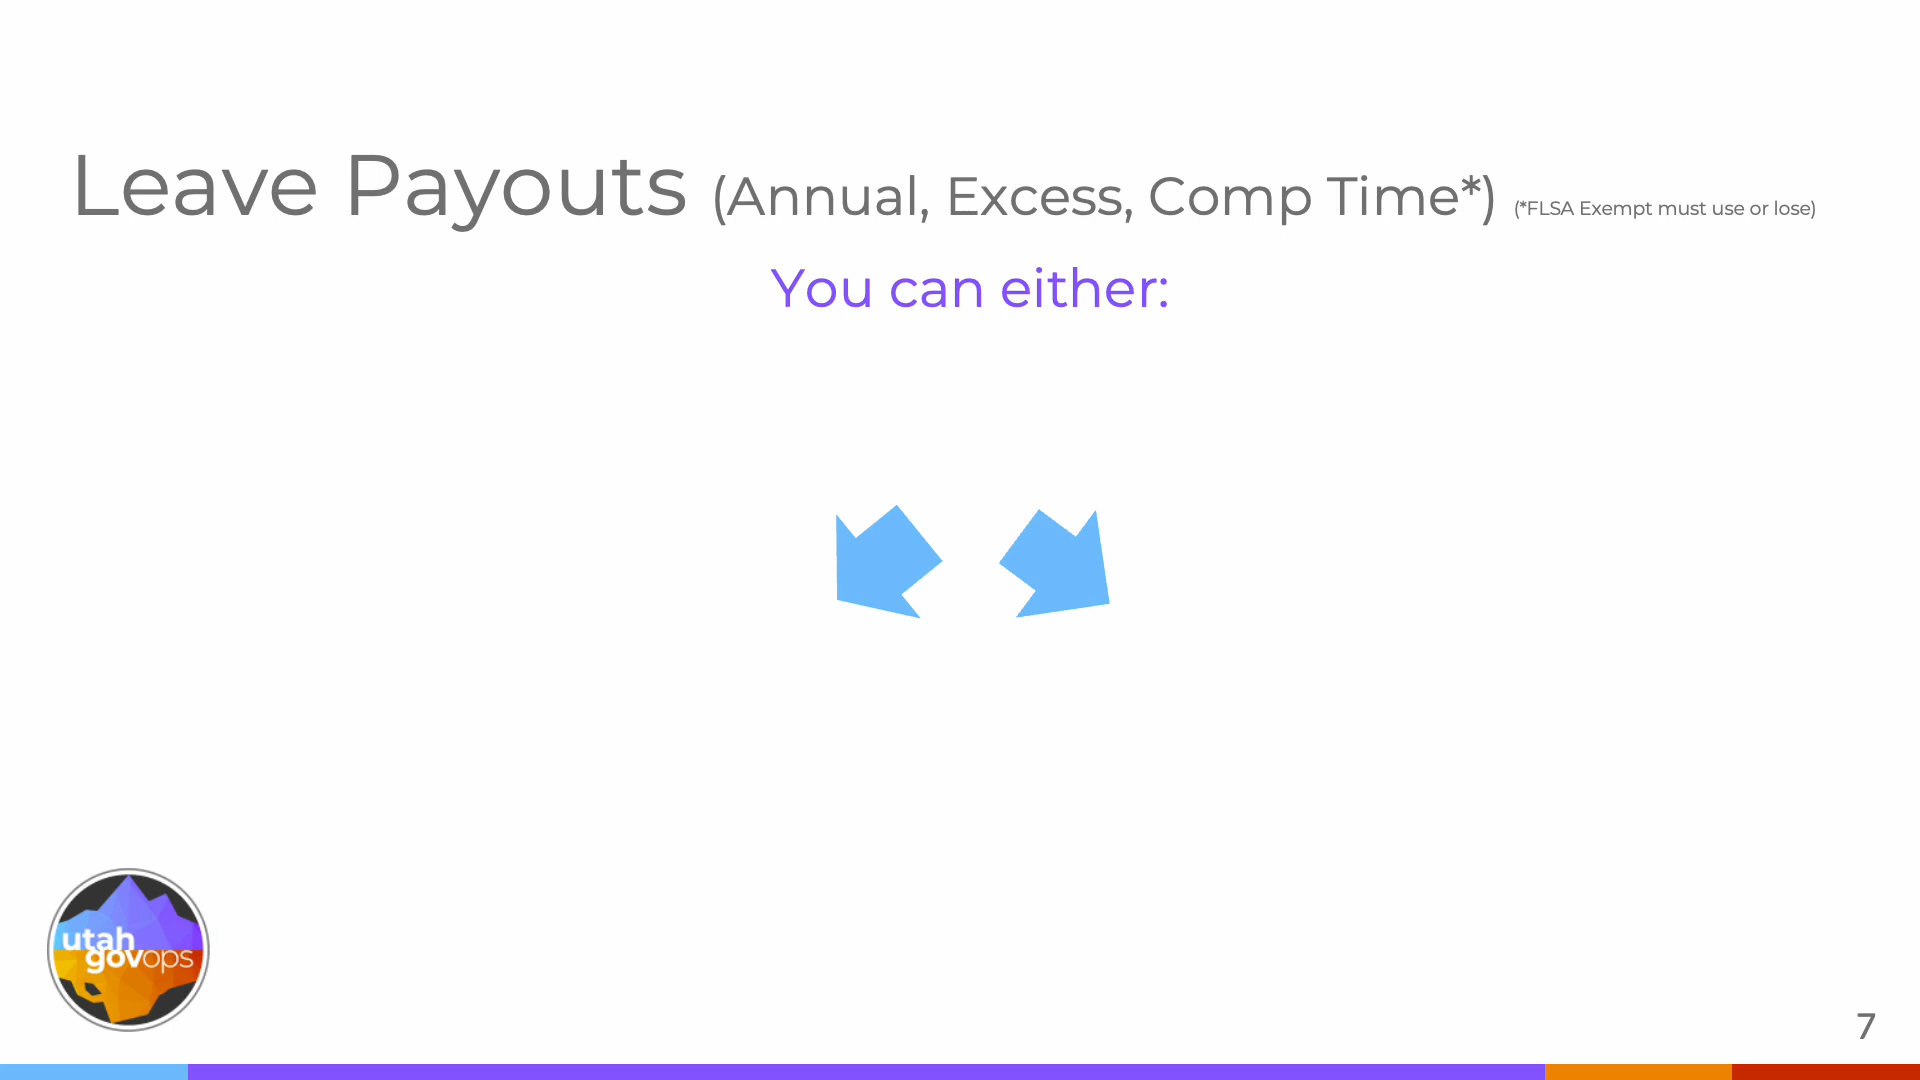 Leave Payouts (Annual, Excess, Comp Time*) (*FLSA Exempt must use or lose)
You can either:
utah
govops
7